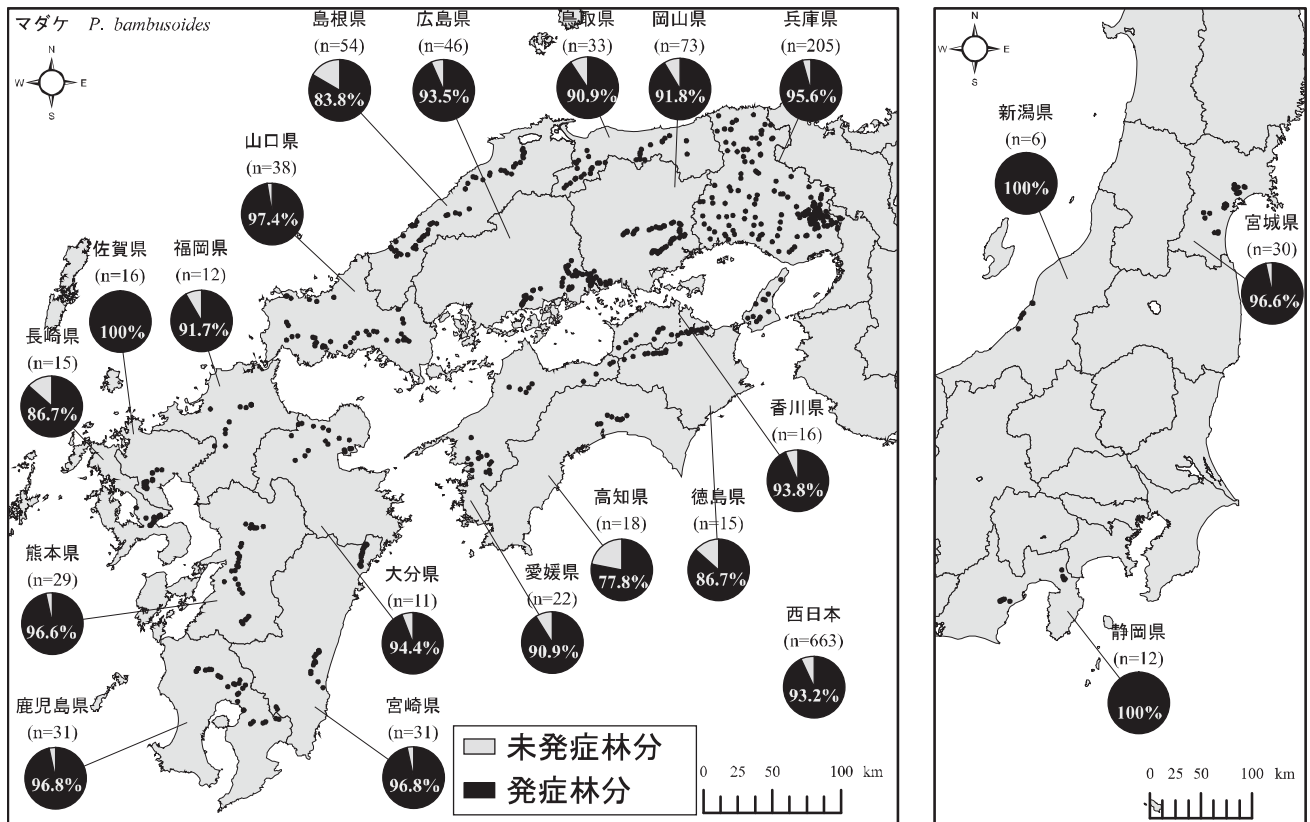 マダケ P. bambusoides
N
W E
S
島根県
(n=54)
83.8%
広島県
(n=46)
93.5%
鳥取県
(n=33)
90.9%
岡山県
(n=73)
91.8%
兵庫県
(n=205)
95.6%
山口県
(n=38)
97.4%
佐賀県
(n=16)
100%
福岡県
(n=12)
91.7%
長崎県
(n=15)
86.7%
香川県
(n=16)
93.8%
高知県
(n=18)
77.8%
徳島県
(n=15)
86.7%
熊本県
(n=29)
96.6%
大分県
(n=11)
94.4%
愛媛県
(n=22)
90.9%
西日本
(n=663)
93.2%
鹿児島県
(n=31)
96.8%
宮崎県
(n=31)
96.8%
未発症林分
発症林分
0 25 50 100 km
N
W E
S
新潟県
(n=6)
100%
宮城県
(n=30)
96.6%
静岡県
(n=12)
100%
0 25 50 100 km